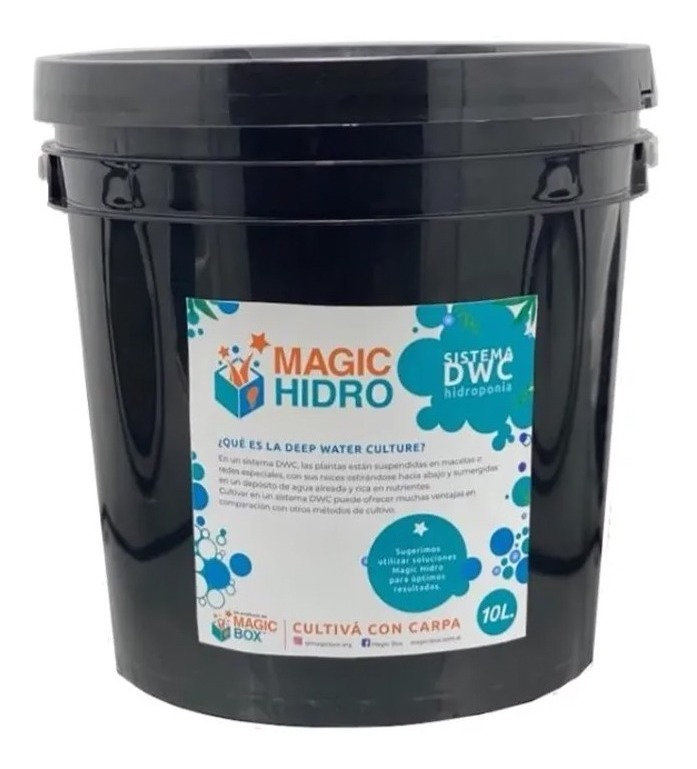 MAGIC
HIDRO
SISTEMA
DWC
hidroponía
¿QUÉ ES LA DEEP WATER CULTURE?
En un sistema DWC, las plantas están suspendidas en macetas o
redes especiales, con sus raíces estirándose hacia abajo y sumergidas
en un depósito de agua aireada y rica en nutrientes.
Cultivar en un sistema DWC puede ofrecer muchas ventajas en
comparación con otros métodos de cultivo.
Sugerimos
utilizar soluciones
Magic Hidro
para óptimos
resultados.
10L.
MAGIC
BOX
CULTIVÁ CON CARPA
Magic Box